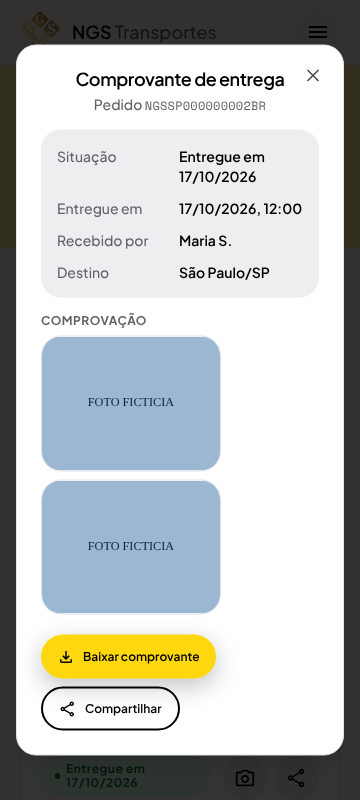 NGS Transportes
Comprovante de entrega
Pedido NGSSP000000002BR
Situação
Entregue em
17/10/2026
Entregue em
17/10/2026, 12:00
Recebido por
Maria S.
Destino
São Paulo/SP
COMPROVAÇÃO
FOTO FICTICIA
FOTO FICTICIA
Baixar comprovante
Compartilhar
Entregue em
17/10/2026